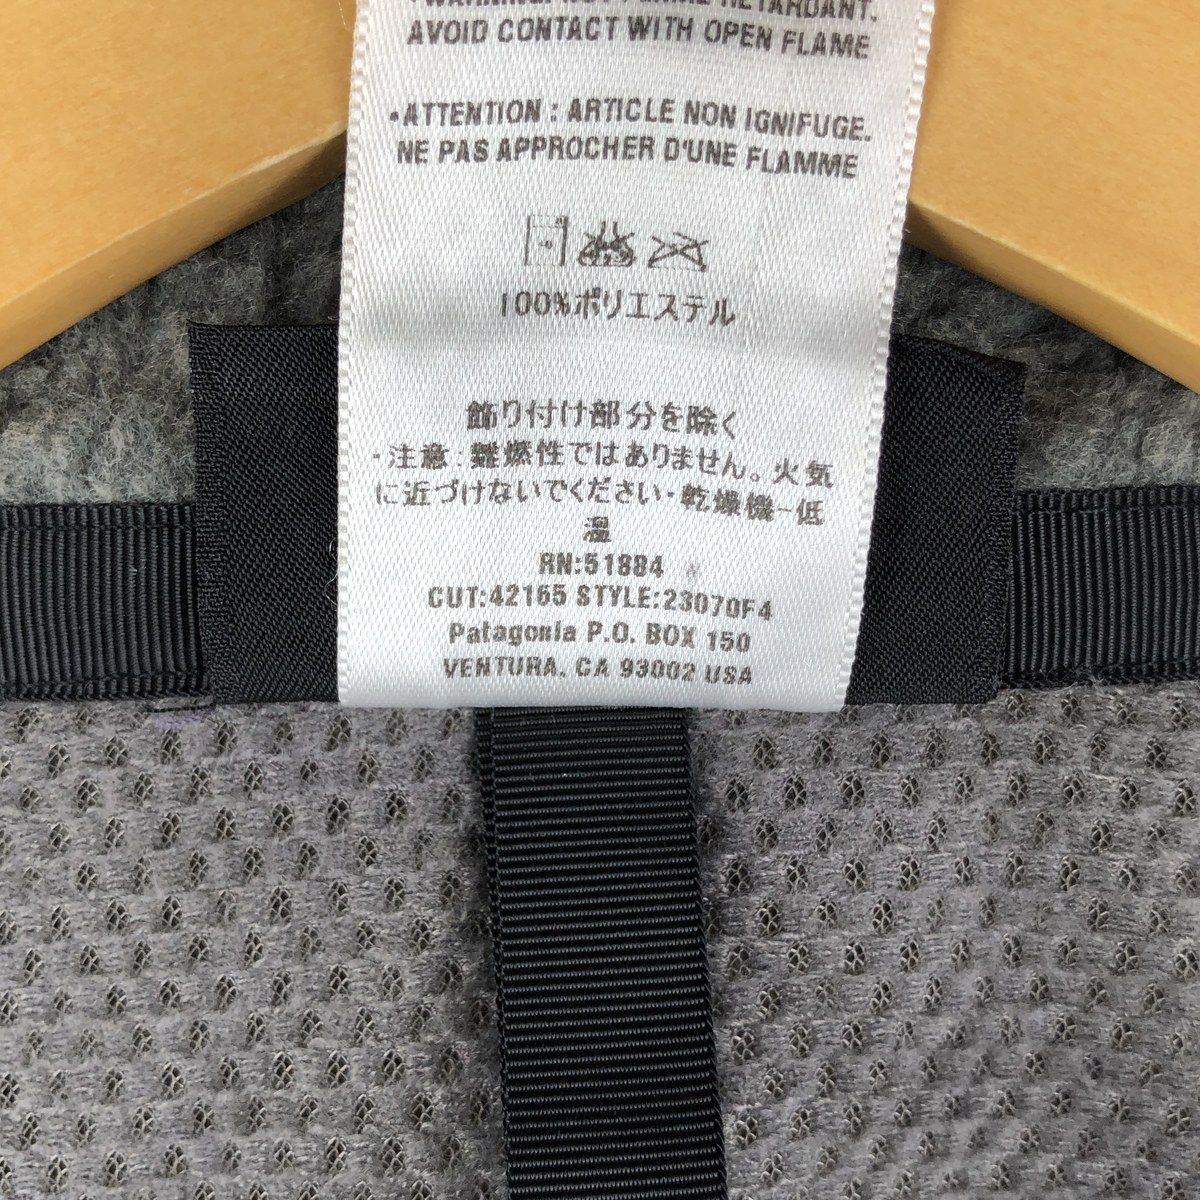 RETARDANT.
AVOID CONTACT WITH OPEN FLAME
•ATTENTION : ARTICLE NON IGNIFUGE.
NE PAS APPROCHER D'UNE FLAMME
100%ポリエステル
飾り付け部分を除く
・注意:難燃性ではありません。火気
に近づけないでください・乾燥機-低
温
RN:51884
CUT:42165 STYLE:23070F4
Patagonia P.O. BOX 150
VENTURA. CA 93002 USA